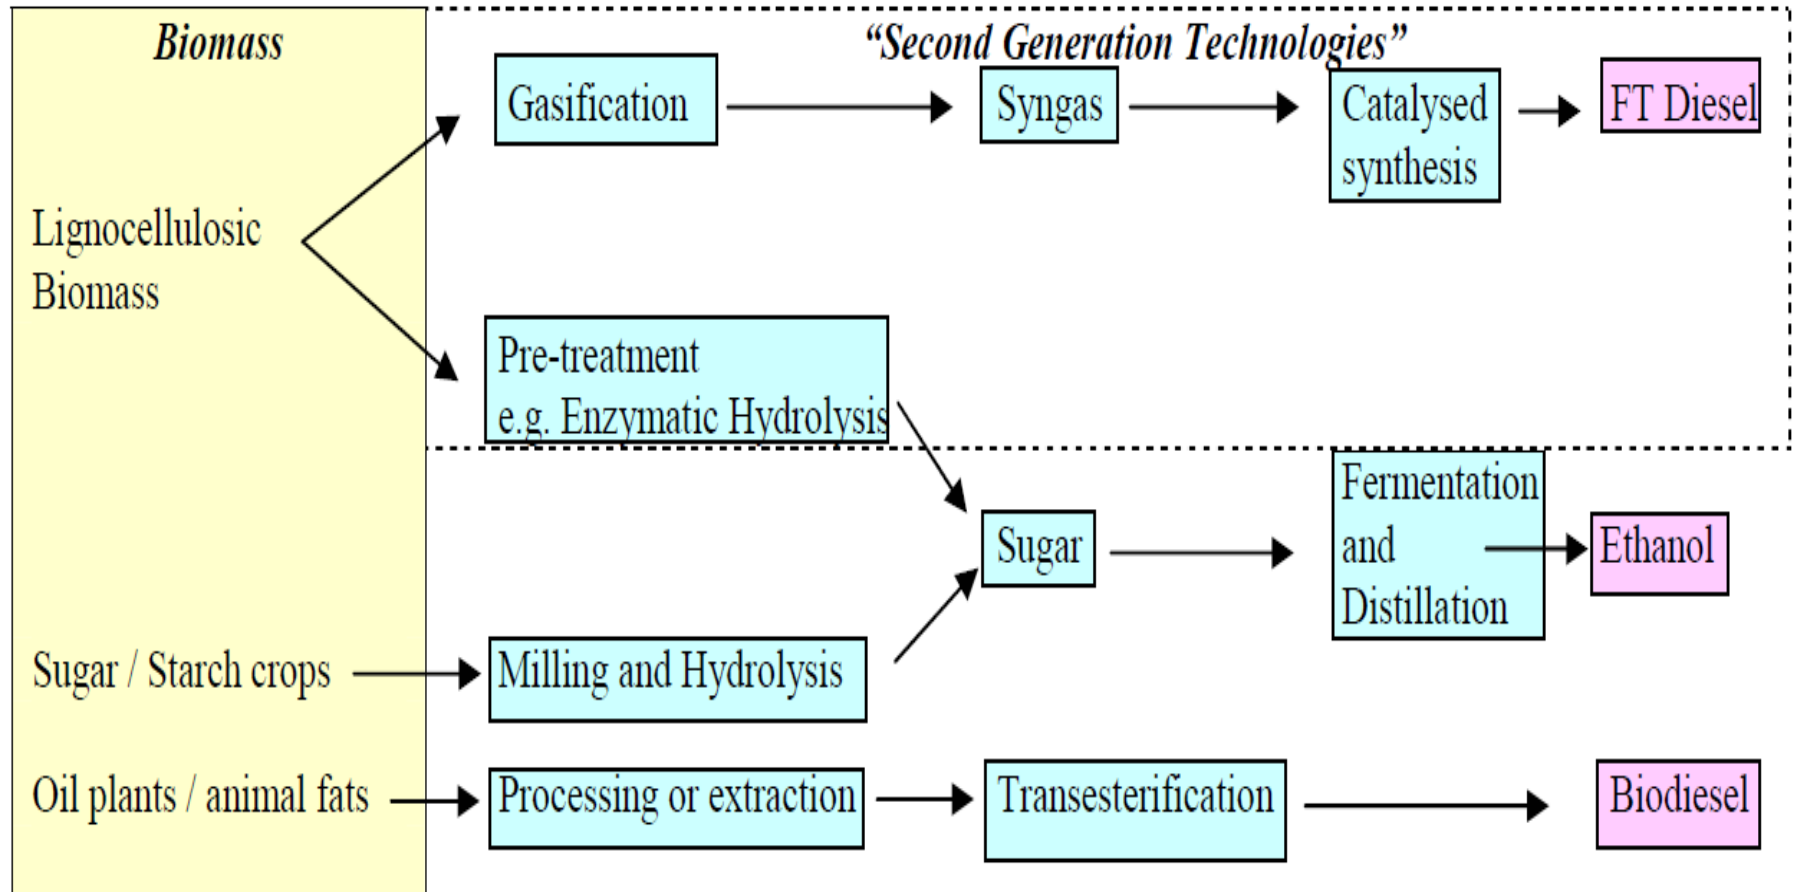 Biomass
“Second Generation Technologies”
Gasification
Syngas
Catalysed
synthesis
FT Diesel
Lignocellulosic
Biomass
Pre-treatment
e.g. Enzymatic Hydrolysis
Sugar
Fermentation
and
Distillation
Ethanol
Sugar / Starch crops
Milling and Hydrolysis
Oil plants / animal fats
Processing or extraction
Transesterification
Biodiesel